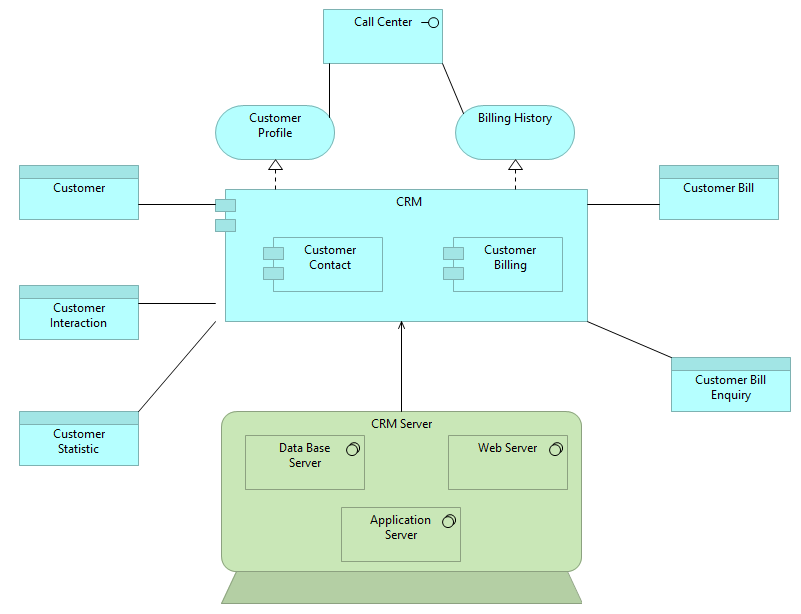 Call Center
Customer
Profile
Billing History
Customer
CRM
Customer Bill
Customer
Contact
Customer
Billing
Customer
Interaction
Customer Bill
Enquiry
Customer
Statistic
CRM Server
Data Base
Server
Web Server
Application
Server